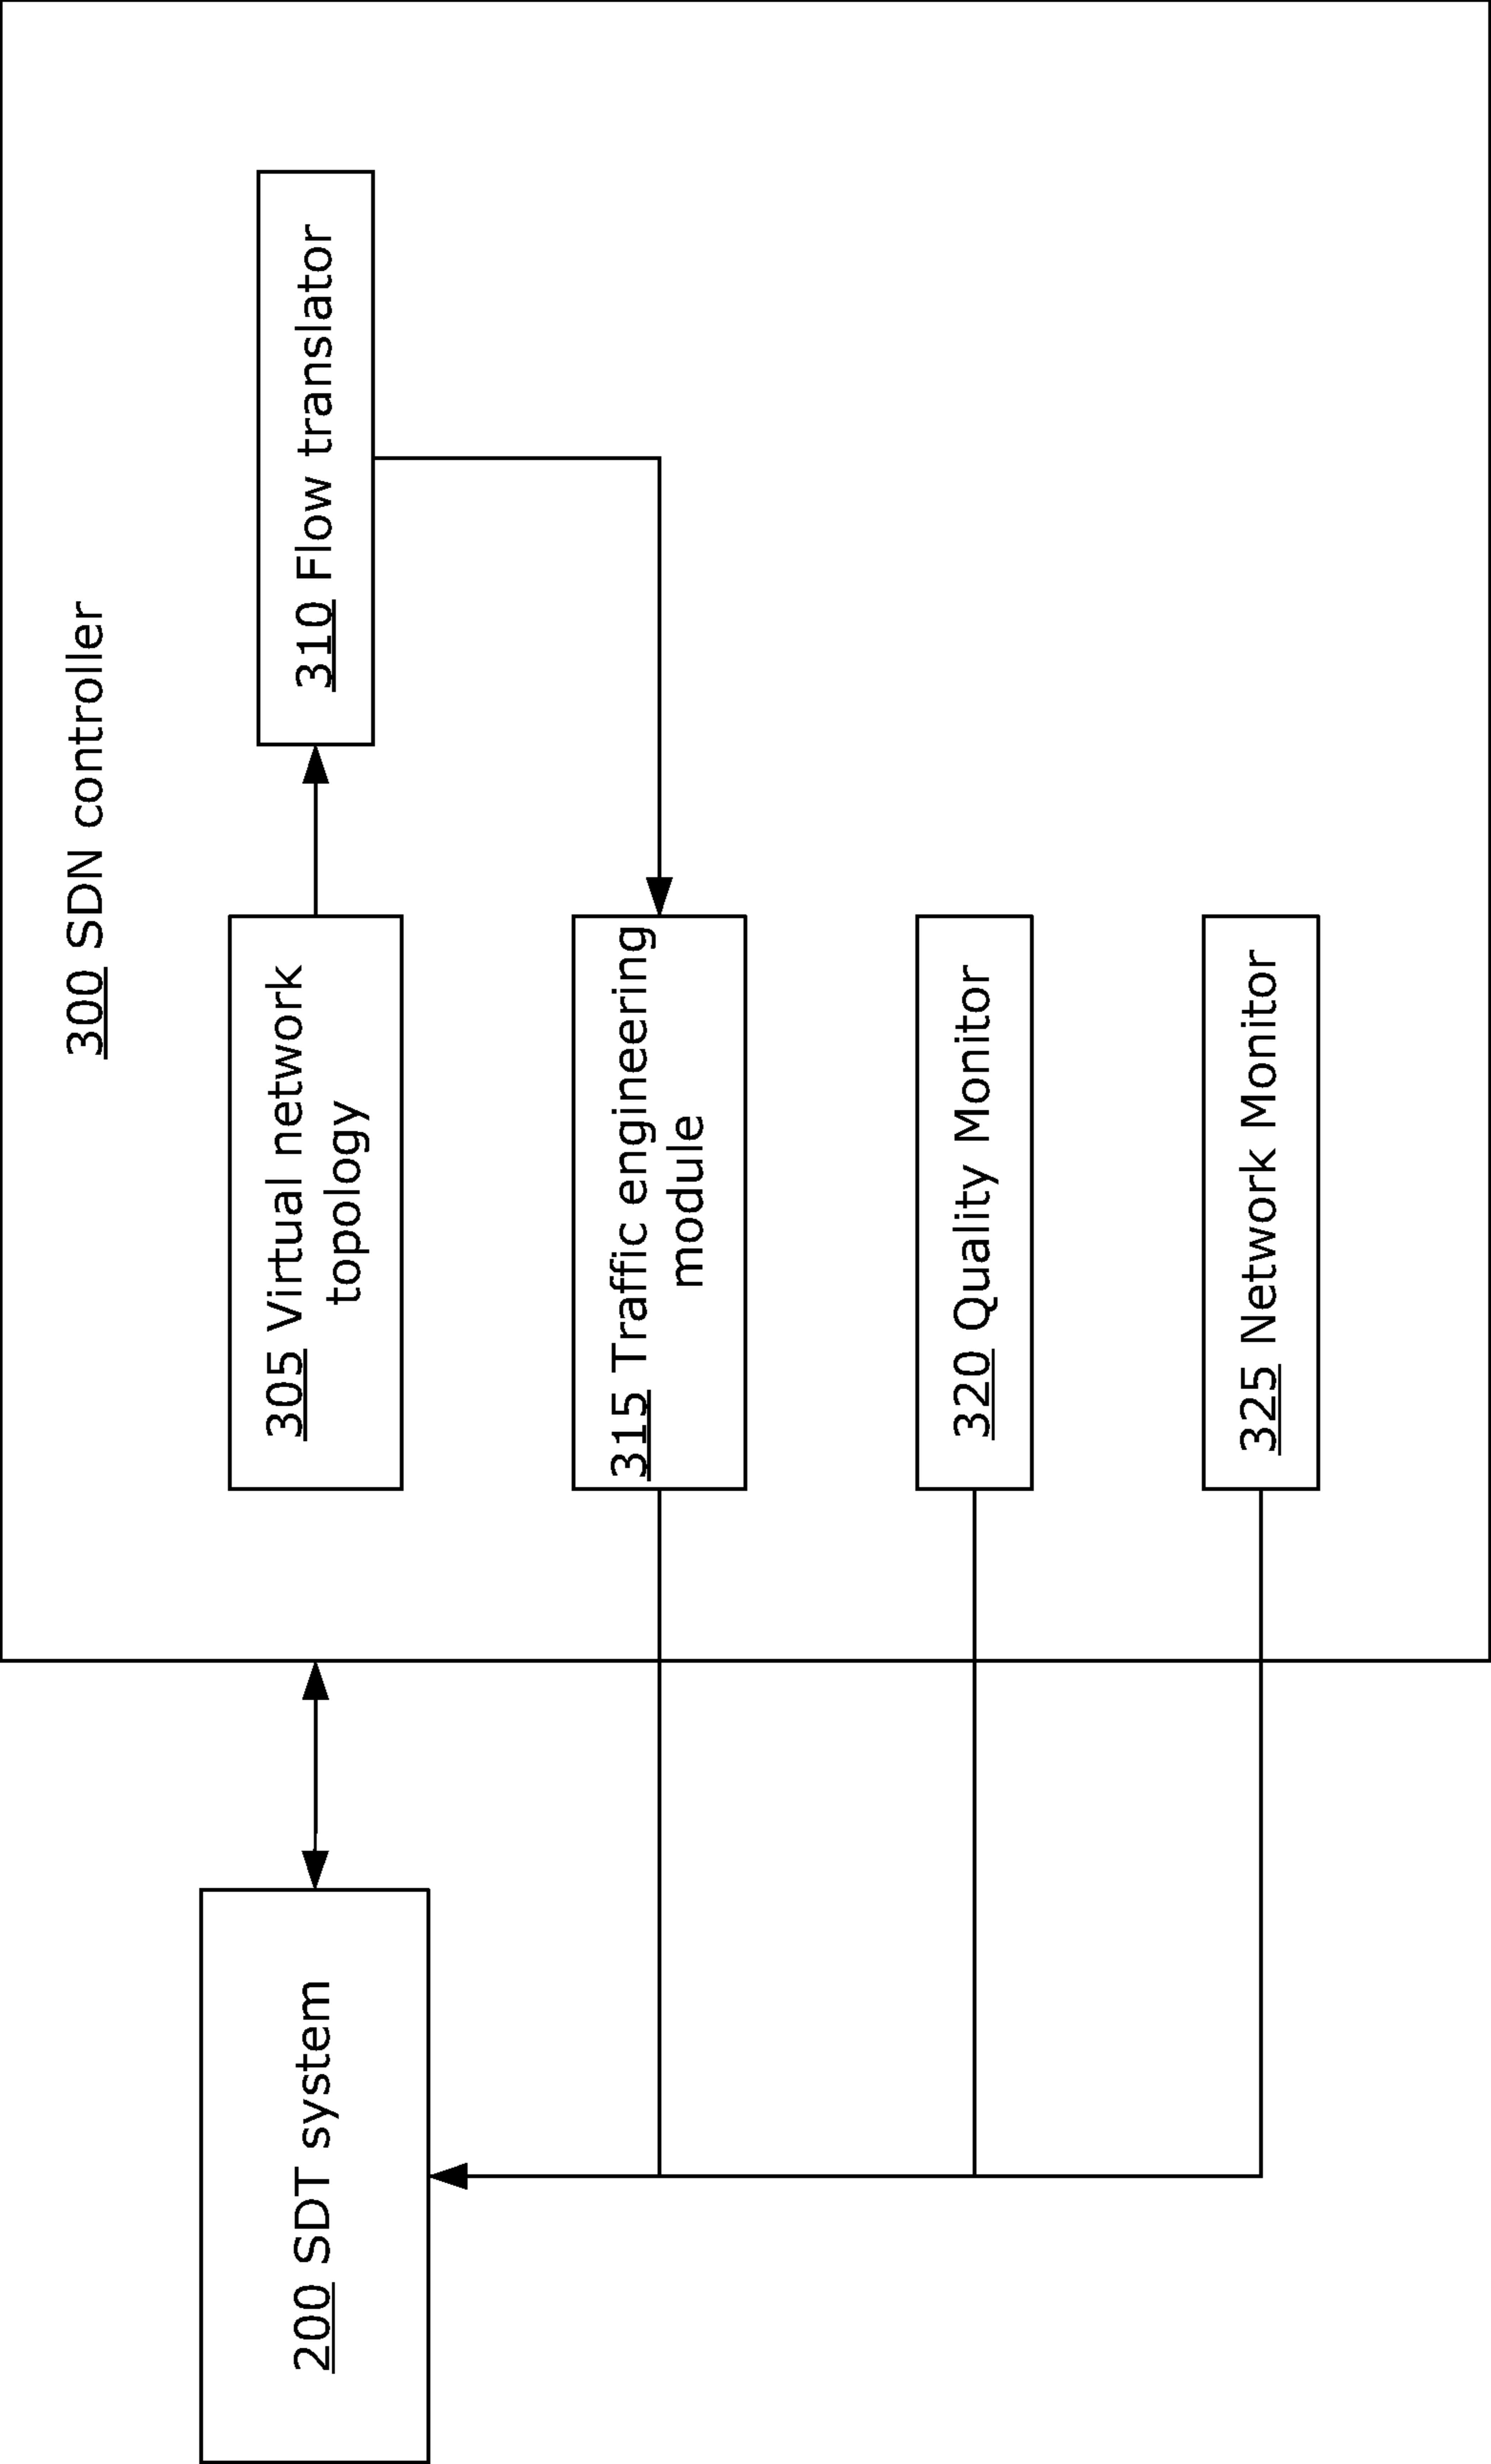 300 SDN controller
200 SDT system
305 Virtual network
topology
310 Flow translator
315 Traffic engineering
module
320 Quality Monitor
325 Network Monitor